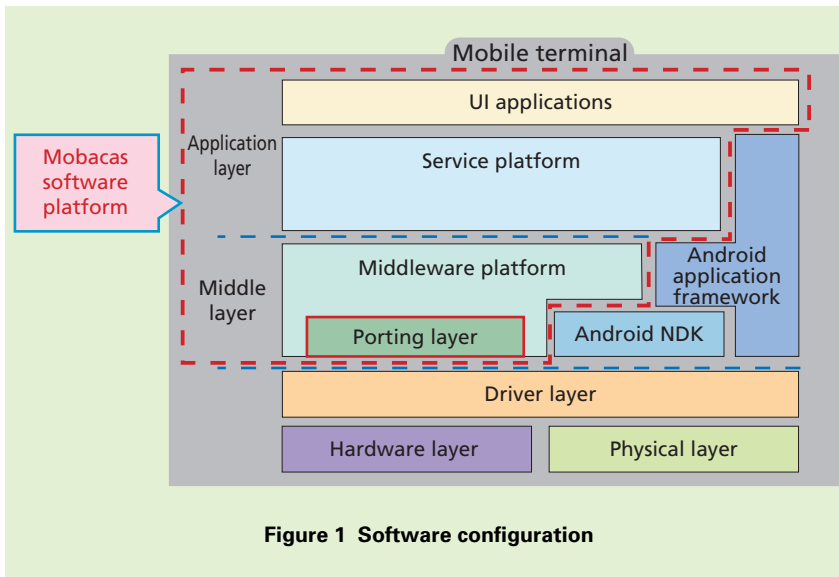 Mobile terminal
UI applications
Application
layer
Service platform
Mobacas
software
platform
Middleware platform
Android
application
framework
Middle
layer
Porting layer
Android NDK
Driver layer
Hardware layer
Physical layer
Figure 1 Software configuration